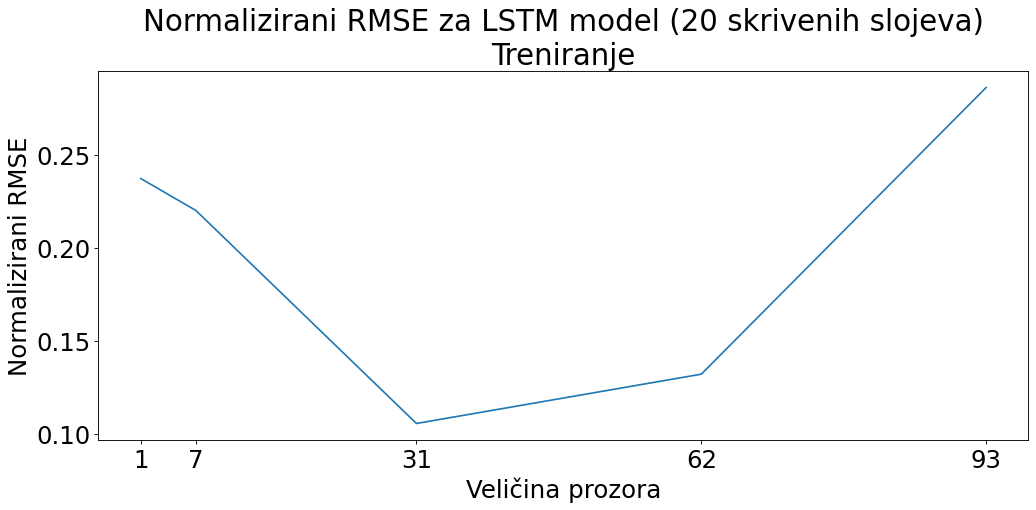 Normalizirani RMSE za LSTM model (20 skrivenih slojeva)
Treniranje
Normalizirani RMSE
0.25
0.20
0.15
0.10
1 7 31 62 93
Veličina prozora